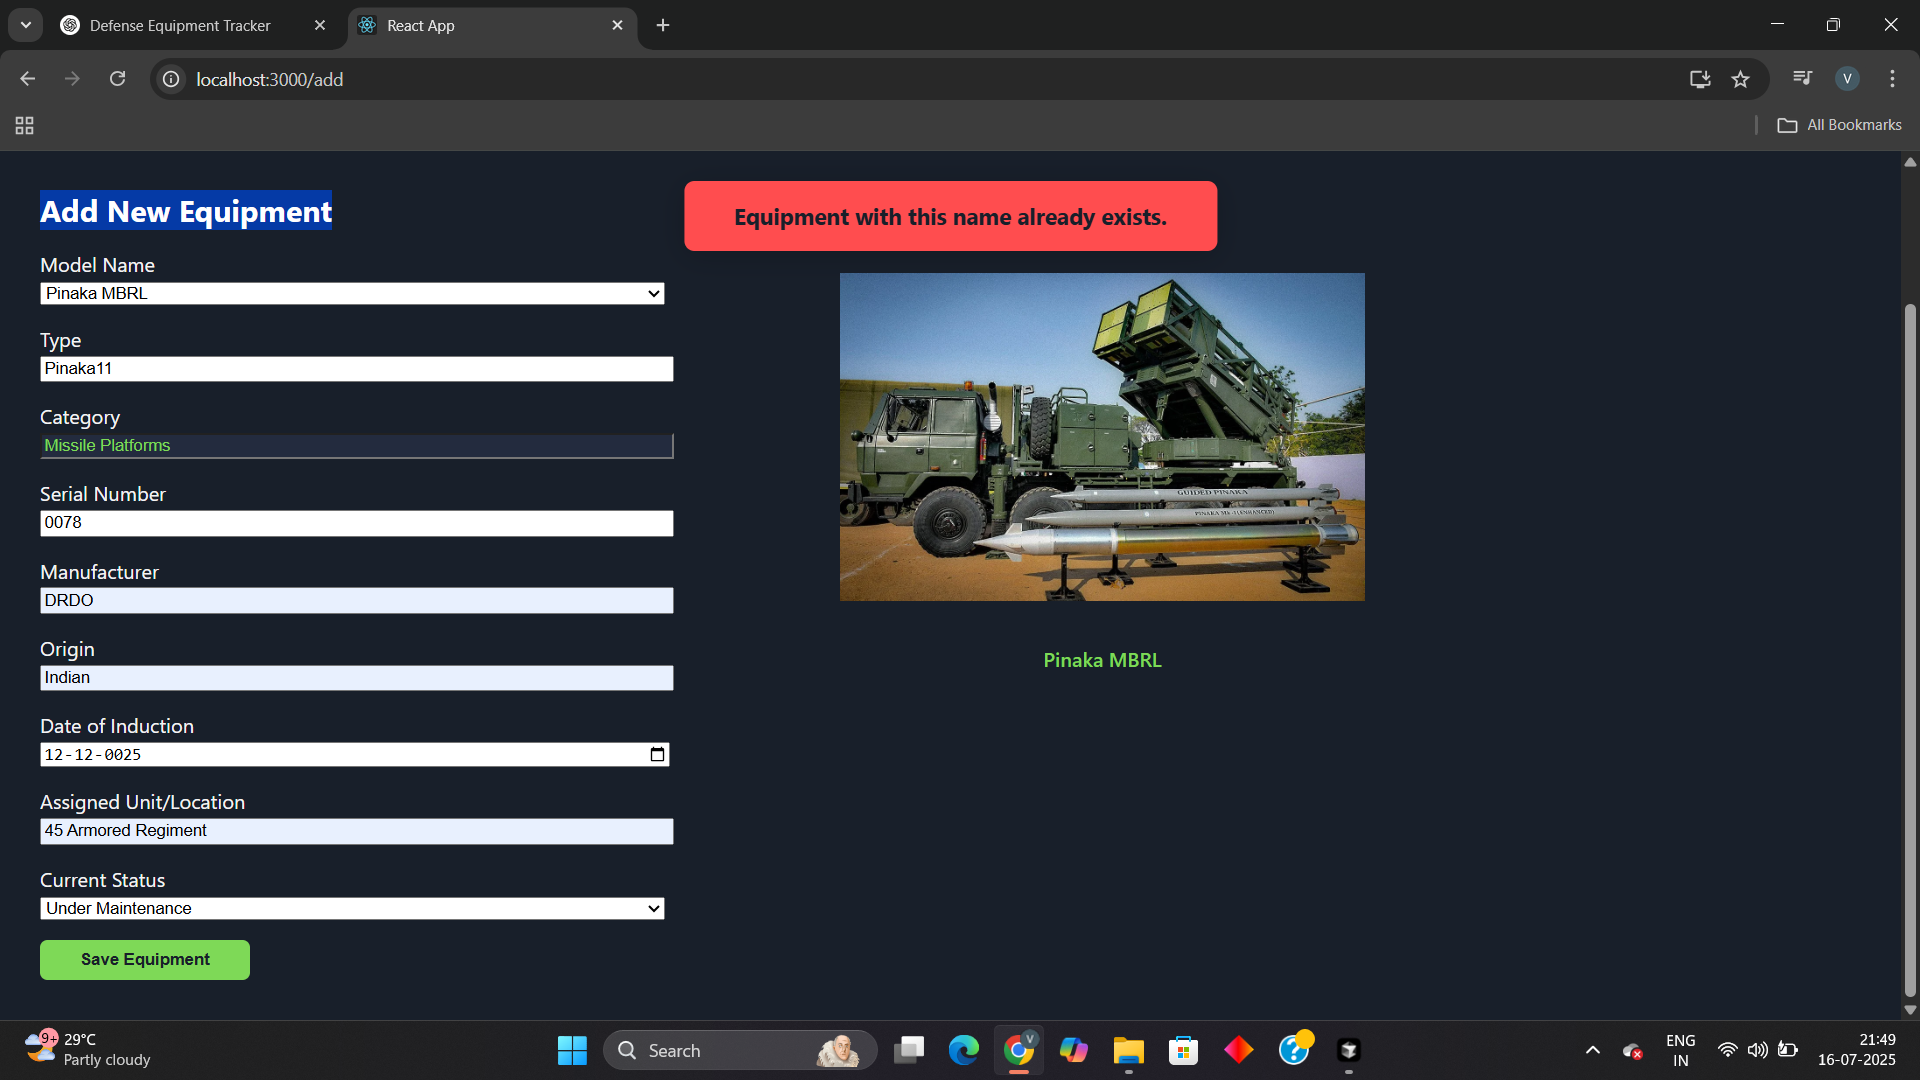 Defense Equipment Tracker
React App
localhost:3000/add
V
All Bookmarks
Add New Equipment
Equipment with this name already exists.
Model Name
Pinaka MBRL
Type
Pinaka11
Category
Missile Platforms
Serial Number
0078
Manufacturer
DRDO
Origin
Indian
Date of Induction
12-12-0025
Assigned Unit/Location
45 Armored Regiment
Current Status
Under Maintenance
Save Equipment
GUIDED PINAKA
PINAKA Mk-I (ENHANCED)
Pinaka MBRL
9+
29°C
Partly cloudy
Search
V
ENG
IN
21:49
16-07-2025